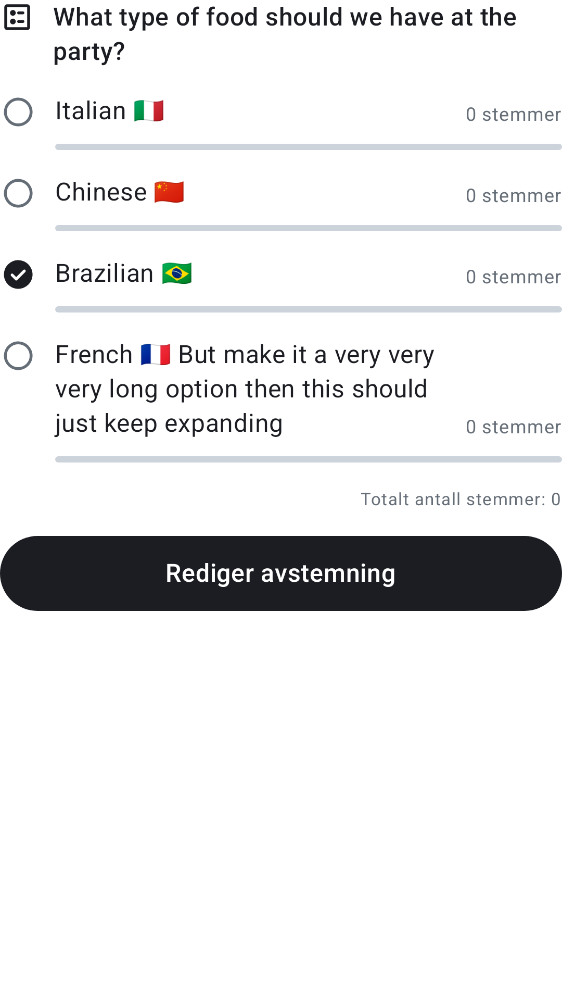 What type of food should we have at the
party?
Italian 🇮🇹
0 stemmer
Chinese 🇨🇳
0 stemmer
Brazilian 🇧🇷
0 stemmer
French 🇫🇷 But make it a very very
very long option then this should
just keep expanding
0 stemmer
Totalt antall stemmer: 0
Rediger avstemning